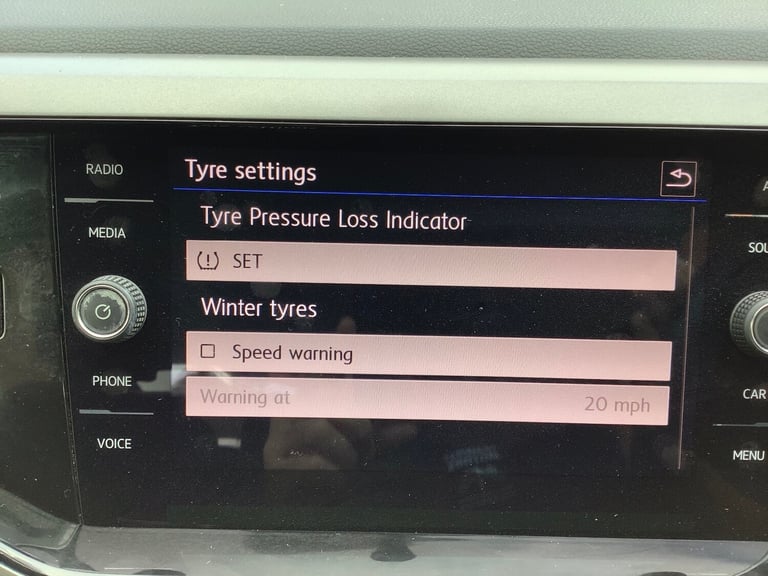 RADIO
Tyre settings
MEDIA
Tyre Pressure Loss Indicator
SET
Winter tyres
Speed warning
PHONE
Warning at 20 mph
VOICE
SOU
CAR
MENU